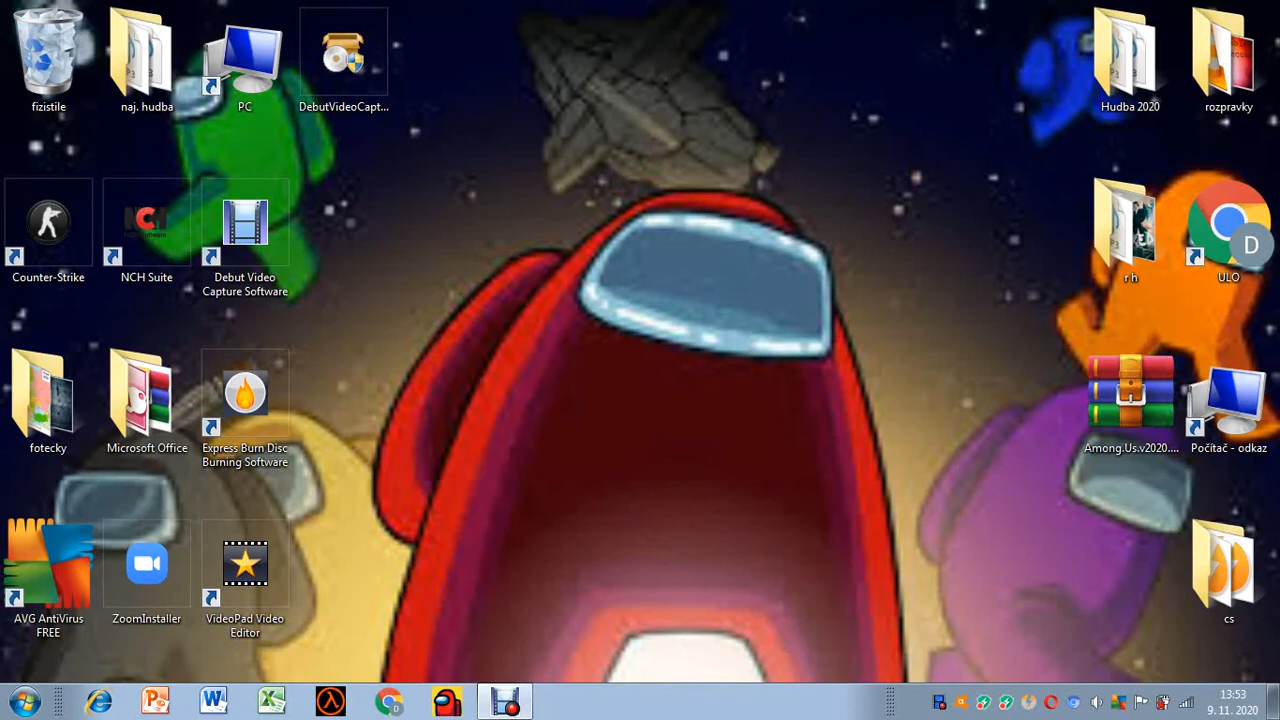 fizistile
naj. hudba
PC
DebutVideoCapt...
Hudba 2020
rozpravky
Counter-Strike
NCH
NCH Suite
Debut Video
Capture Software
r h
D
ULO
fotecky
Microsoft Office
Express Burn Disc
Burning Software
Among.Us.v2020....
Počítač - odkaz
AVG AntiVirus
FREE
ZoomInstaller
VideoPad Video
Editor
cs
13:53
9. 11. 2020